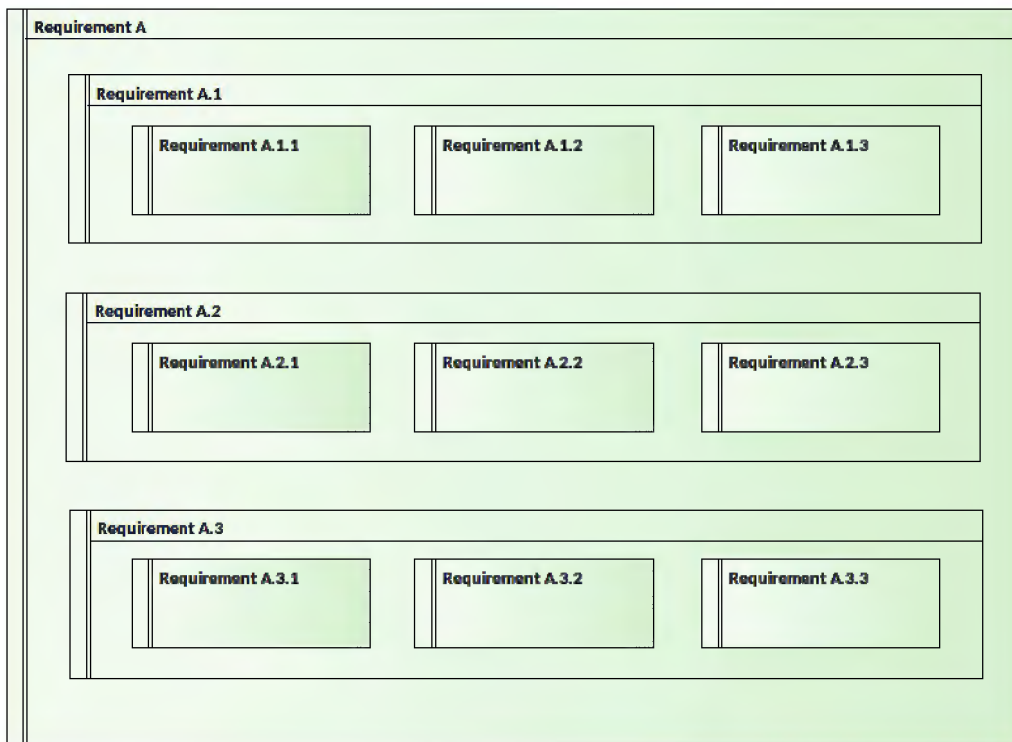 Requirement A
Requirement A.1
Requirement A.1.1
Requirement A.1.2
Requirement A.1.3
Requirement A.2
Requirement A.2.1
Requirement A.2.2
Requirement A.2.3
Requirement A.3
Requirement A.3.1
Requirement A.3.2
Requirement A.3.3